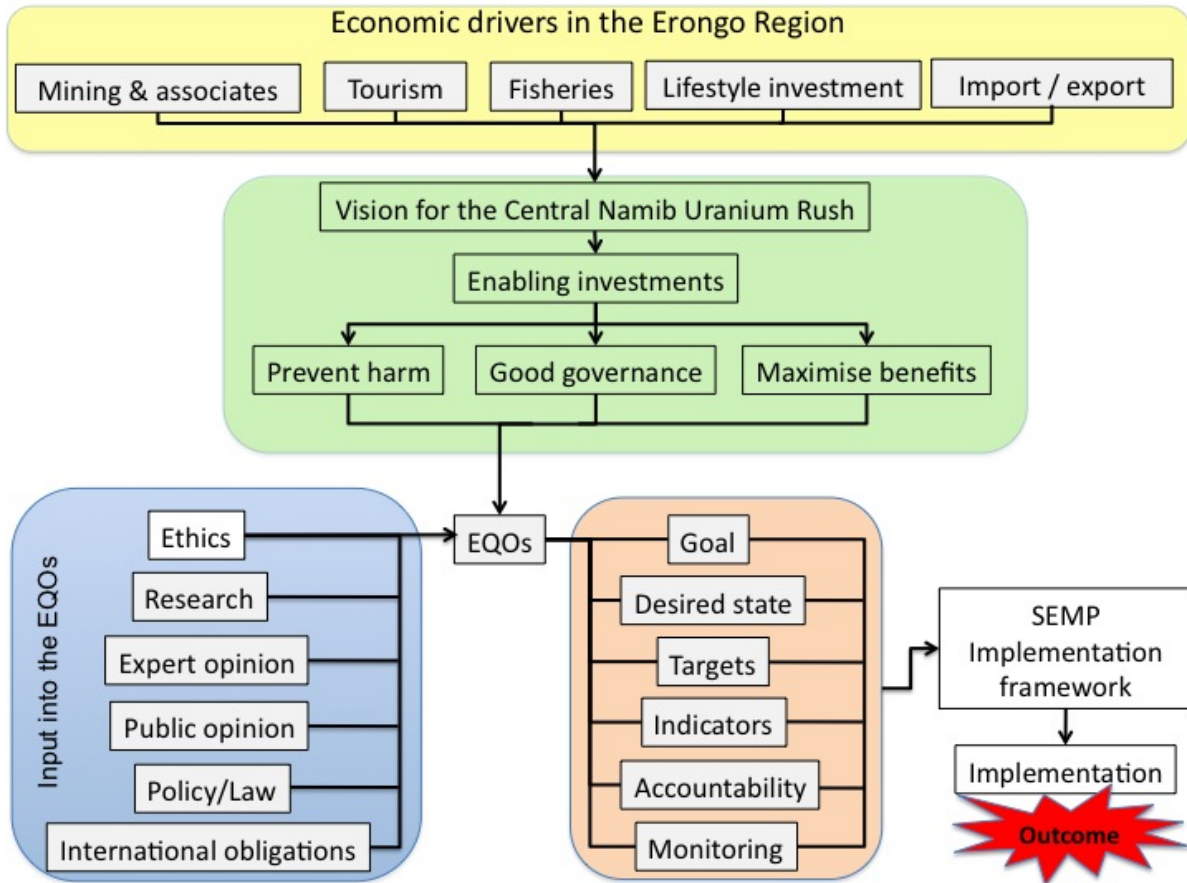 Economic drivers in the Erongo Region
Mining & associates
Tourism
Fisheries
Lifestyle investment
Import / export
Vision for the Central Namib Uranium Rush
Enabling investments
Prevent harm
Good governance
Maximise benefits
Input into the EQOs
Ethics
Research
Expert opinion
Public opinion
Policy/Law
International obligations
EQOs
Goal
Desired state
Targets
Indicators
Accountability
Monitoring
SEMP
Implementation
framework
Implementation
Outcome